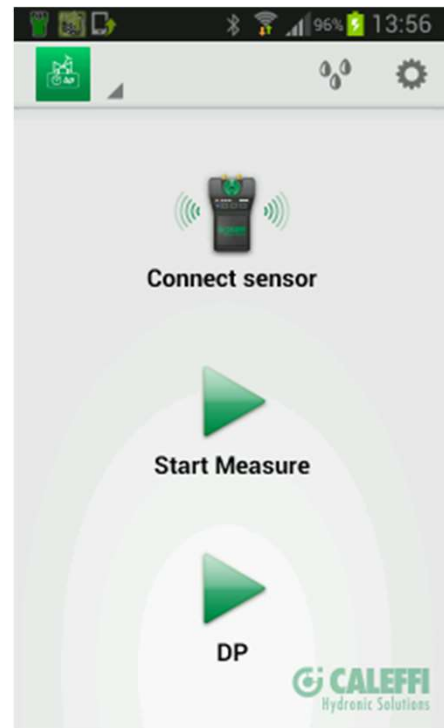 96% 13:56
Connect sensor
Start Measure
DP
CALEFFI
Hydronic Solutions